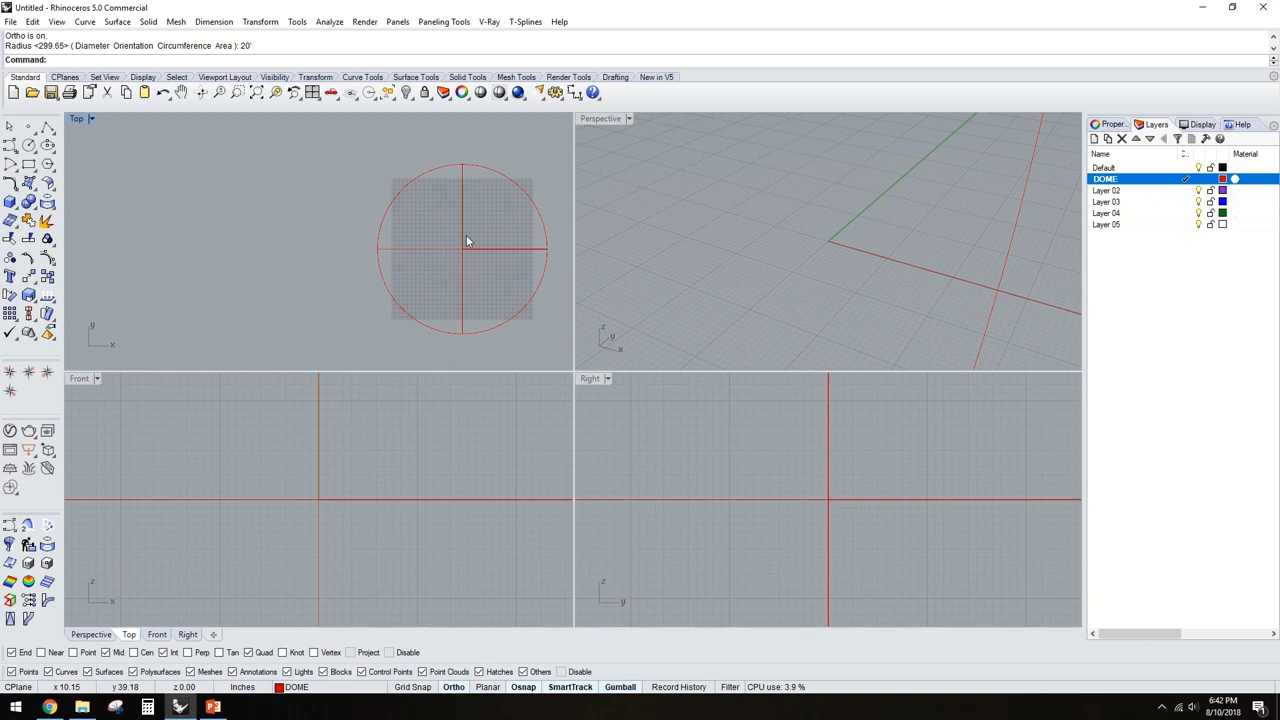 Untitled - Rhinoceros 5.0 Commercial
File Edit View Curve Surface Solid Mesh Dimension Transform Tools Analyze Render Panels Paneling Tools V-Ray T-Splines Help
Ortho is on.
Radius <299.65> ( Diameter Orientation Circumference Area ): 20'
Command:
Standard CPlanes Set View Display Select Viewport Layout Visibility Transform Curve Tools Surface Tools Solid Tools Mesh Tools Render Tools Drafting New in V5
Top Perspective
Proper... Layers Display Help
Name Material
Default
DOME
Layer 02
Layer 03
Layer 04
Layer 05
y
x
z
y
x
Front Right
z
x
z
y
Perspective Top Front Right
End Near Point Mid Cen Int Perp Tan Quad Knot Vertex Project Disable
Points Curves Surfaces Polysurfaces Meshes Annotations Lights Blocks Control Points Point Clouds Hatches Others Disable
CPlane x 10.15 y 39.18 z 0.00 Inches DOME Grid Snap Ortho Planar Osnap SmartTrack Gumball Record History Filter CPU use: 3.9 %
6:42 PM
8/10/2018